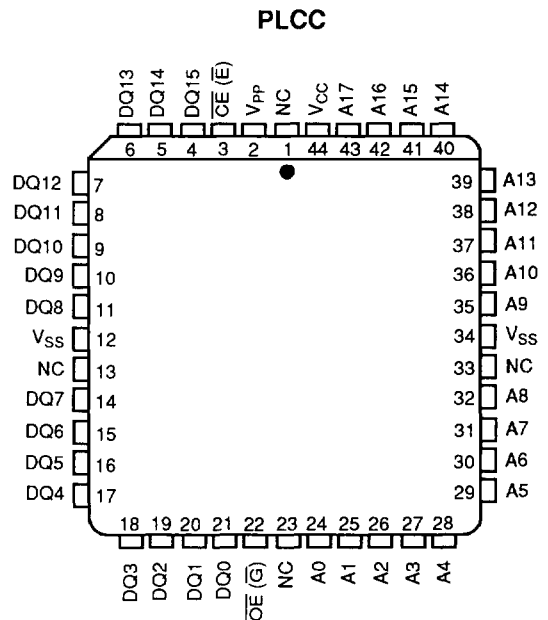 PLCC
DQ13 DQ14 DQ15 C̅E̅ (E̅) VPP NC VCC A17 A16 A15 A14
6 5 4 3 2 1 44 43 42 41 40
DQ12 7 39 A13
DQ11 8 38 A12
DQ10 9 37 A11
DQ9 10 36 A10
DQ8 11 35 A9
VSS 12 34 VSS
NC 13 33 NC
DQ7 14 32 A8
DQ6 15 31 A7
DQ5 16 30 A6
DQ4 17 29 A5
18 19 20 21 22 23 24 25 26 27 28
DQ3 DQ2 DQ1 DQ0 O̅E̅ (G̅) NC A0 A1 A2 A3 A4